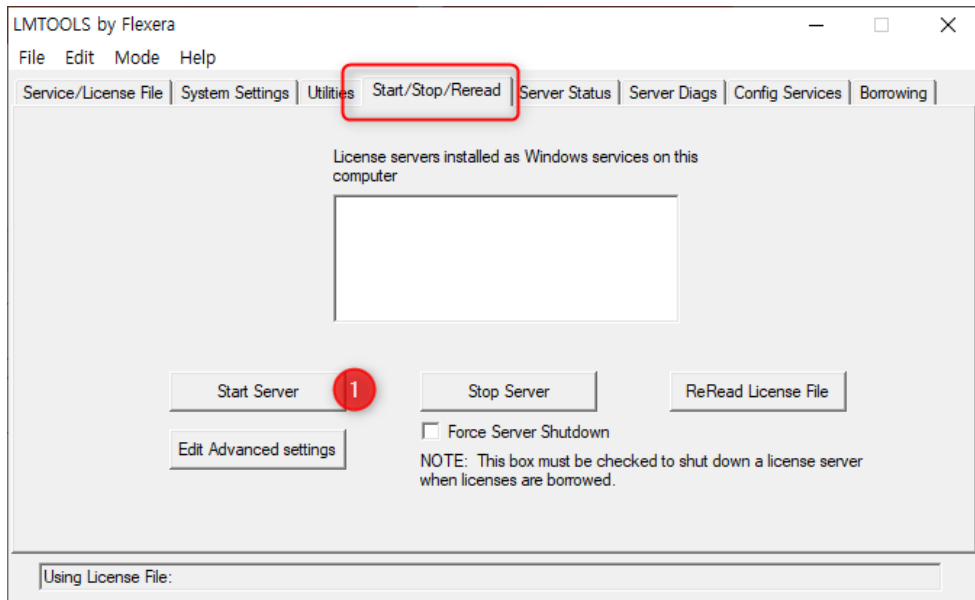 LMTOOLS by Flexera
File Edit Mode Help
Service/License File System Settings Utilities Start/Stop/Reread Server Status Server Diags Config Services Borrowing
License servers installed as Windows services on this
computer
Start Server 1 Stop Server ReRead License File
Edit Advanced settings
Force Server Shutdown
NOTE: This box must be checked to shut down a license server
when licenses are borrowed.
Using License File: